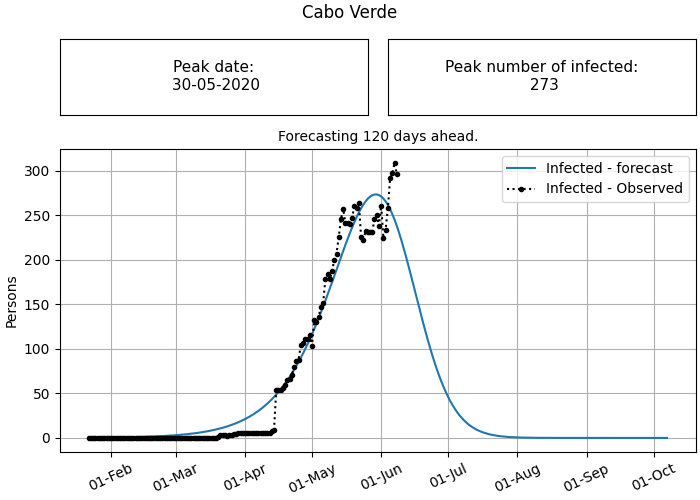 Cabo Verde
Peak date:
30-05-2020
Peak number of infected:
273
Forecasting 120 days ahead.
Infected - forecast
Infected - Observed
Persons
300
250
200
150
100
50
0
01-Feb
01-Mar
01-Apr
01-May
01-Jun
01-Jul
01-Aug
01-Sep
01-Oct